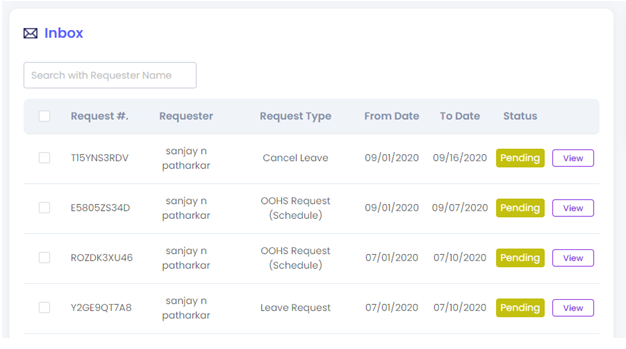 Inbox
Search with Requester Name
Request #. Requester Request Type From Date To Date Status
T15YNS3RDV sanjay n patharkar Cancel Leave 09/01/2020 09/16/2020 Pending View
E5805ZS34D sanjay n patharkar OOHS Request (Schedule) 09/01/2020 09/07/2020 Pending View
ROZDK3XU46 sanjay n patharkar OOHS Request (Schedule) 07/01/2020 07/10/2020 Pending View
Y2GE9QT7A8 sanjay n patharkar Leave Request 07/01/2020 07/10/2020 Pending View